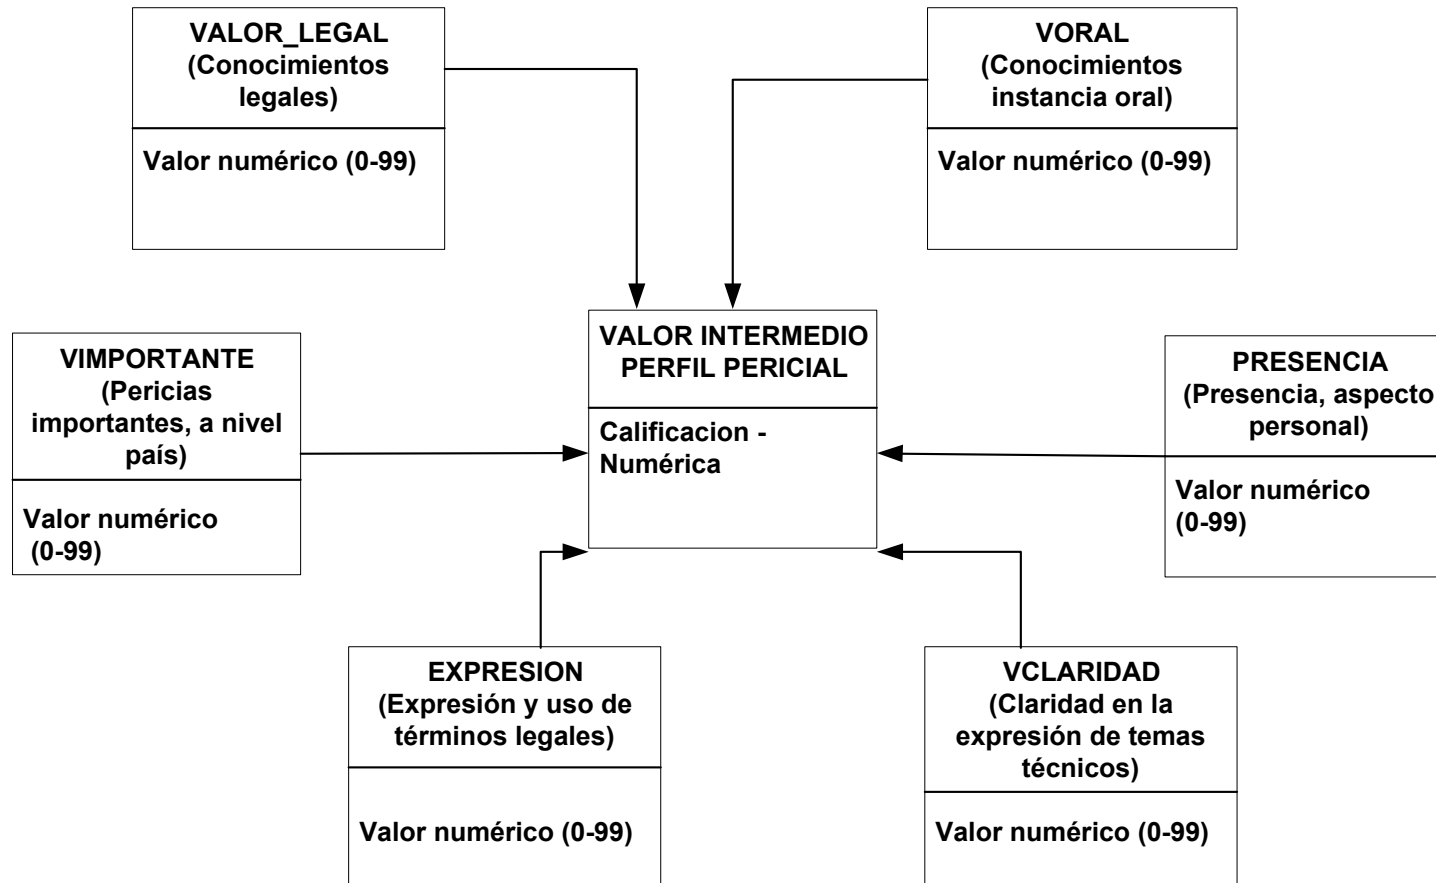 VALOR_LEGAL
(Conocimientos
legales)
Valor numérico (0-99)
VORAL
(Conocimientos
instancia oral)
Valor numérico (0-99)
VIMPORTANTE
(Pericias
importantes, a nivel
país)
Valor numérico
(0-99)
VALOR INTERMEDIO
PERFIL PERICIAL
Calificacion -
Numérica
PRESENCIA
(Presencia, aspecto
personal)
Valor numérico
(0-99)
EXPRESION
(Expresión y uso de
términos legales)
Valor numérico (0-99)
VCLARIDAD
(Claridad en la
expresión de temas
técnicos)
Valor numérico (0-99)